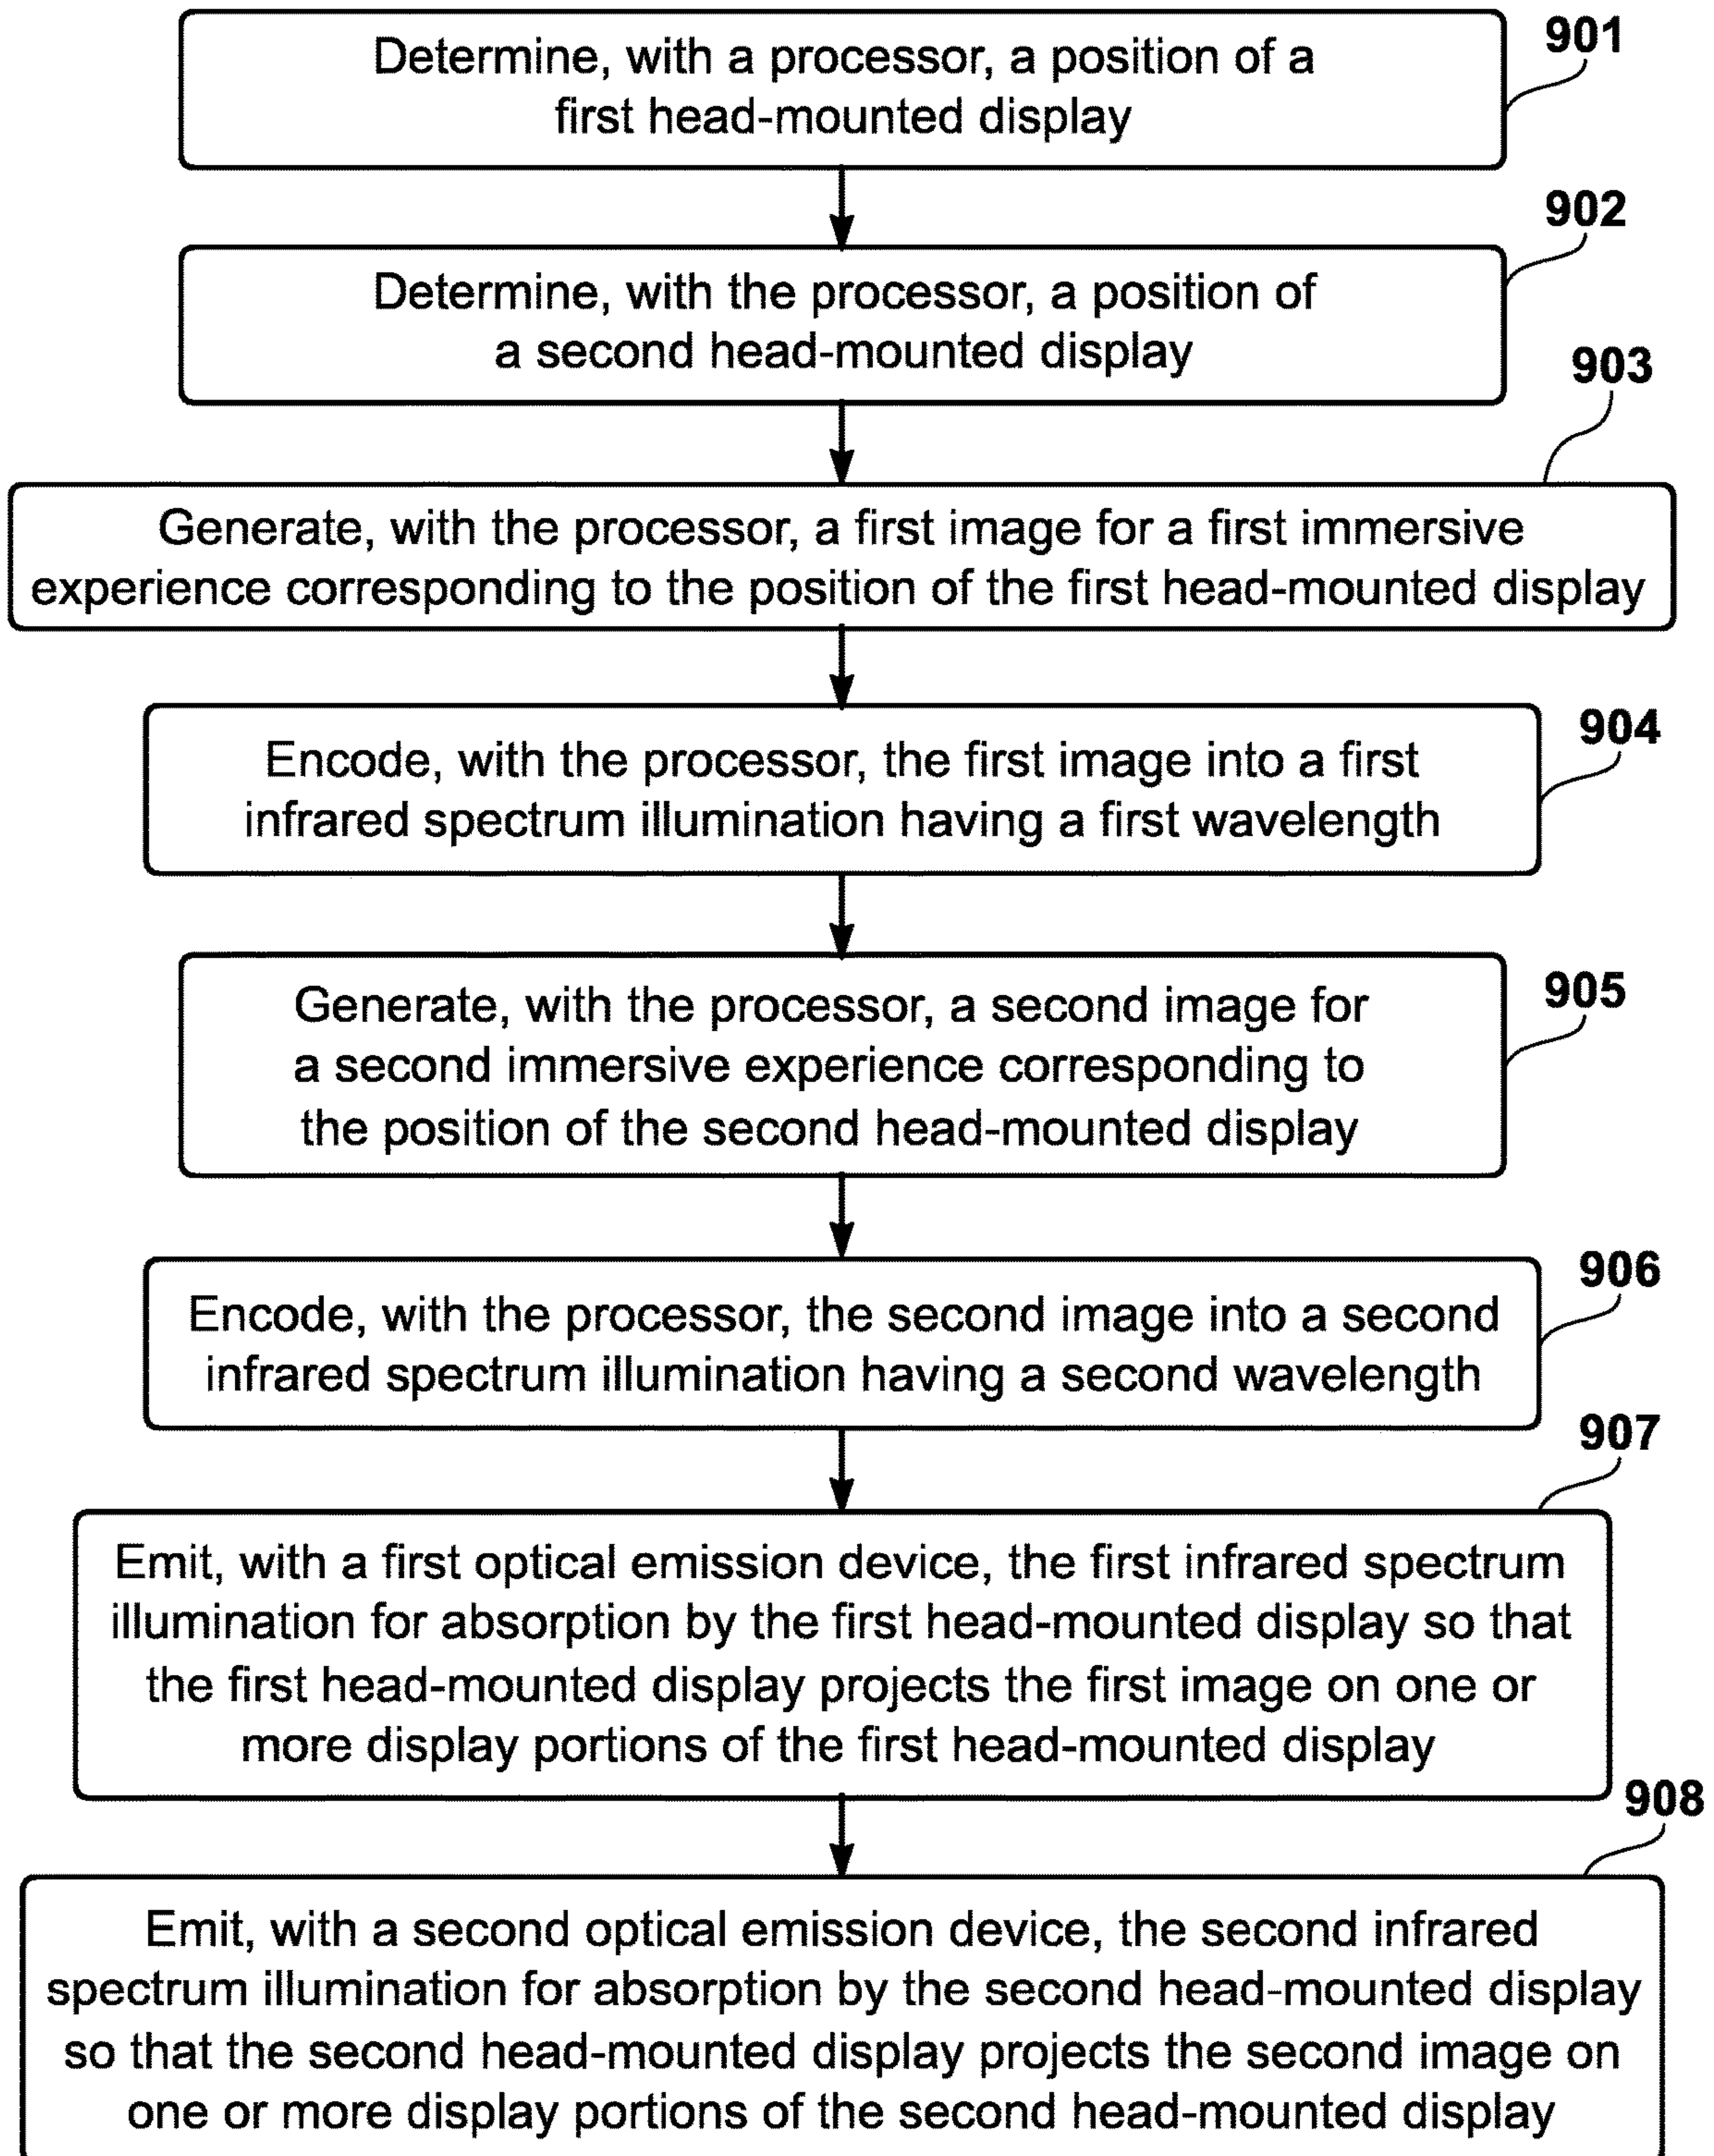 901
Determine, with a processor, a position of a
first head-mounted display
902
Determine, with the processor, a position of
a second head-mounted display
903
Generate, with the processor, a first image for a first immersive
experience corresponding to the position of the first head-mounted display
904
Encode, with the processor, the first image into a first
infrared spectrum illumination having a first wavelength
905
Generate, with the processor, a second image for
a second immersive experience corresponding to
the position of the second head-mounted display
906
Encode, with the processor, the second image into a second
infrared spectrum illumination having a second wavelength
907
Emit, with a first optical emission device, the first infrared spectrum
illumination for absorption by the first head-mounted display so that
the first head-mounted display projects the first image on one or
more display portions of the first head-mounted display
908
Emit, with a second optical emission device, the second infrared
spectrum illumination for absorption by the second head-mounted display
so that the second head-mounted display projects the second image on
one or more display portions of the second head-mounted display